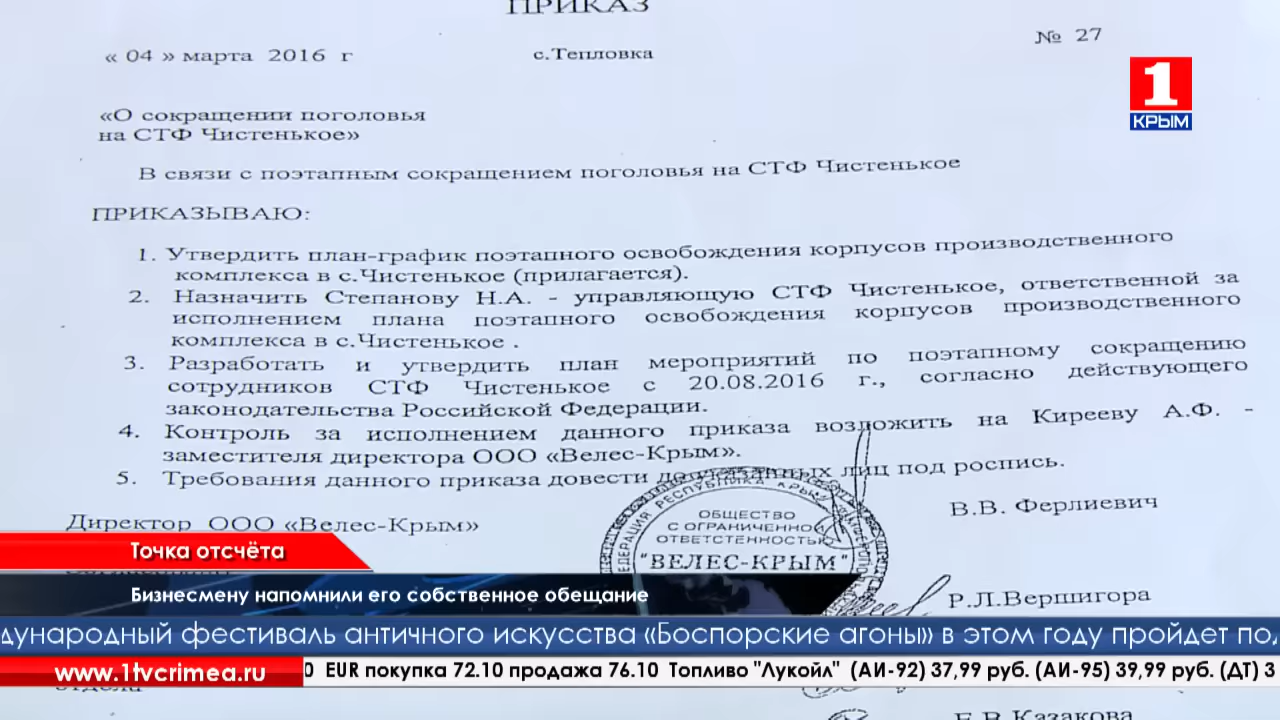 ПРИКАЗ
« 04 » марта 2016 г
с.Тепловка
№ 27
1
КРЫМ
«О сокращении поголовья
на СТФ Чистенькое»
В связи с поэтапным сокращением поголовья на СТФ Чистенькое
ПРИКАЗЫВАЮ:
1. Утвердить план-график поэтапного освобождения корпусов производственного
комплекса в с.Чистенькое (прилагается).
2. Назначить Степанову Н.А. - управляющую СТФ Чистенькое, ответственной за
исполнением плана поэтапного освобождения корпусов производственного
комплекса в с.Чистенькое .
3. Разработать и утвердить план мероприятий по поэтапному сокращению
сотрудников СТФ Чистенькое с 20.08.2016 г., согласно действующего
законодательства Российской Федерации.
4. Контроль за исполнением данного приказа возложить на Кирееву А.Ф. -
заместителя директора ООО «Велес-Крым».
5. Требования данного приказа довести до указанных лиц под роспись.
Директор ООО «Велес-Крым»
В.В. Ферлиевич
РЕСПУБЛИКА КРЫМ
ОБЩЕСТВО
С ОГРАНИЧЕННОЙ
ОТВЕТСТВЕННОСТЬЮ
"ВЕЛЕС-КРЫМ"
Точка отсчёта
Бизнесмену напомнили его собственное обещание
Р.Л.Вершигора
дународный фестиваль античного искусства «Боспорские агоны» в этом году пройдет по
www.1tvcrimea.ru
0 EUR покупка 72.10 продажа 76.10 Топливо "Лукойл" (АИ-92) 37,99 руб. (АИ-95) 39,99 руб. (ДТ) 3
отдела
Е.В.Казакова